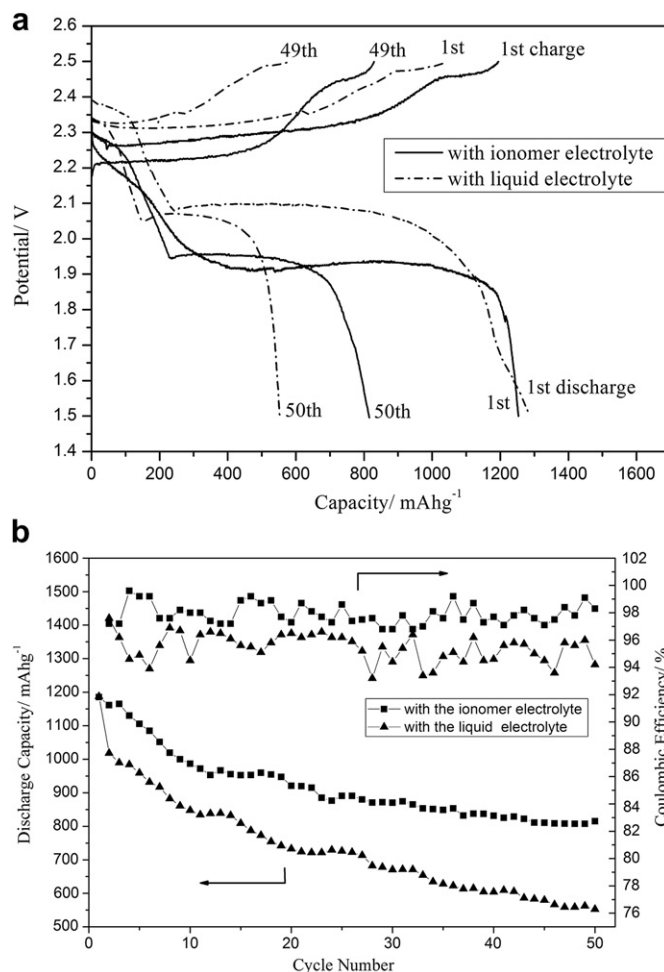 a
2.6
2.5
2.4
2.3
2.2
2.1
2.0
1.9
1.8
1.7
1.6
1.5
1.4
Potential/ V
49th
49th
1st
1st charge
with ionomer electrolyte
with liquid electrolyte
50th
50th
1st
1st discharge
0 200 400 600 800 1000 1200 1400 1600
Capacity/ mAhg⁻¹
b
1600
1500
1400
1300
1200
1100
1000
900
800
700
600
500
Discharge Capacity/ mAhg⁻¹
with the ionomer electrolyte
with the liquid electrolyte
102
100
98
96
94
92
90
88
86
84
82
80
78
76
Coulombic Efficiency/ %
0 10 20 30 40 50
Cycle Number